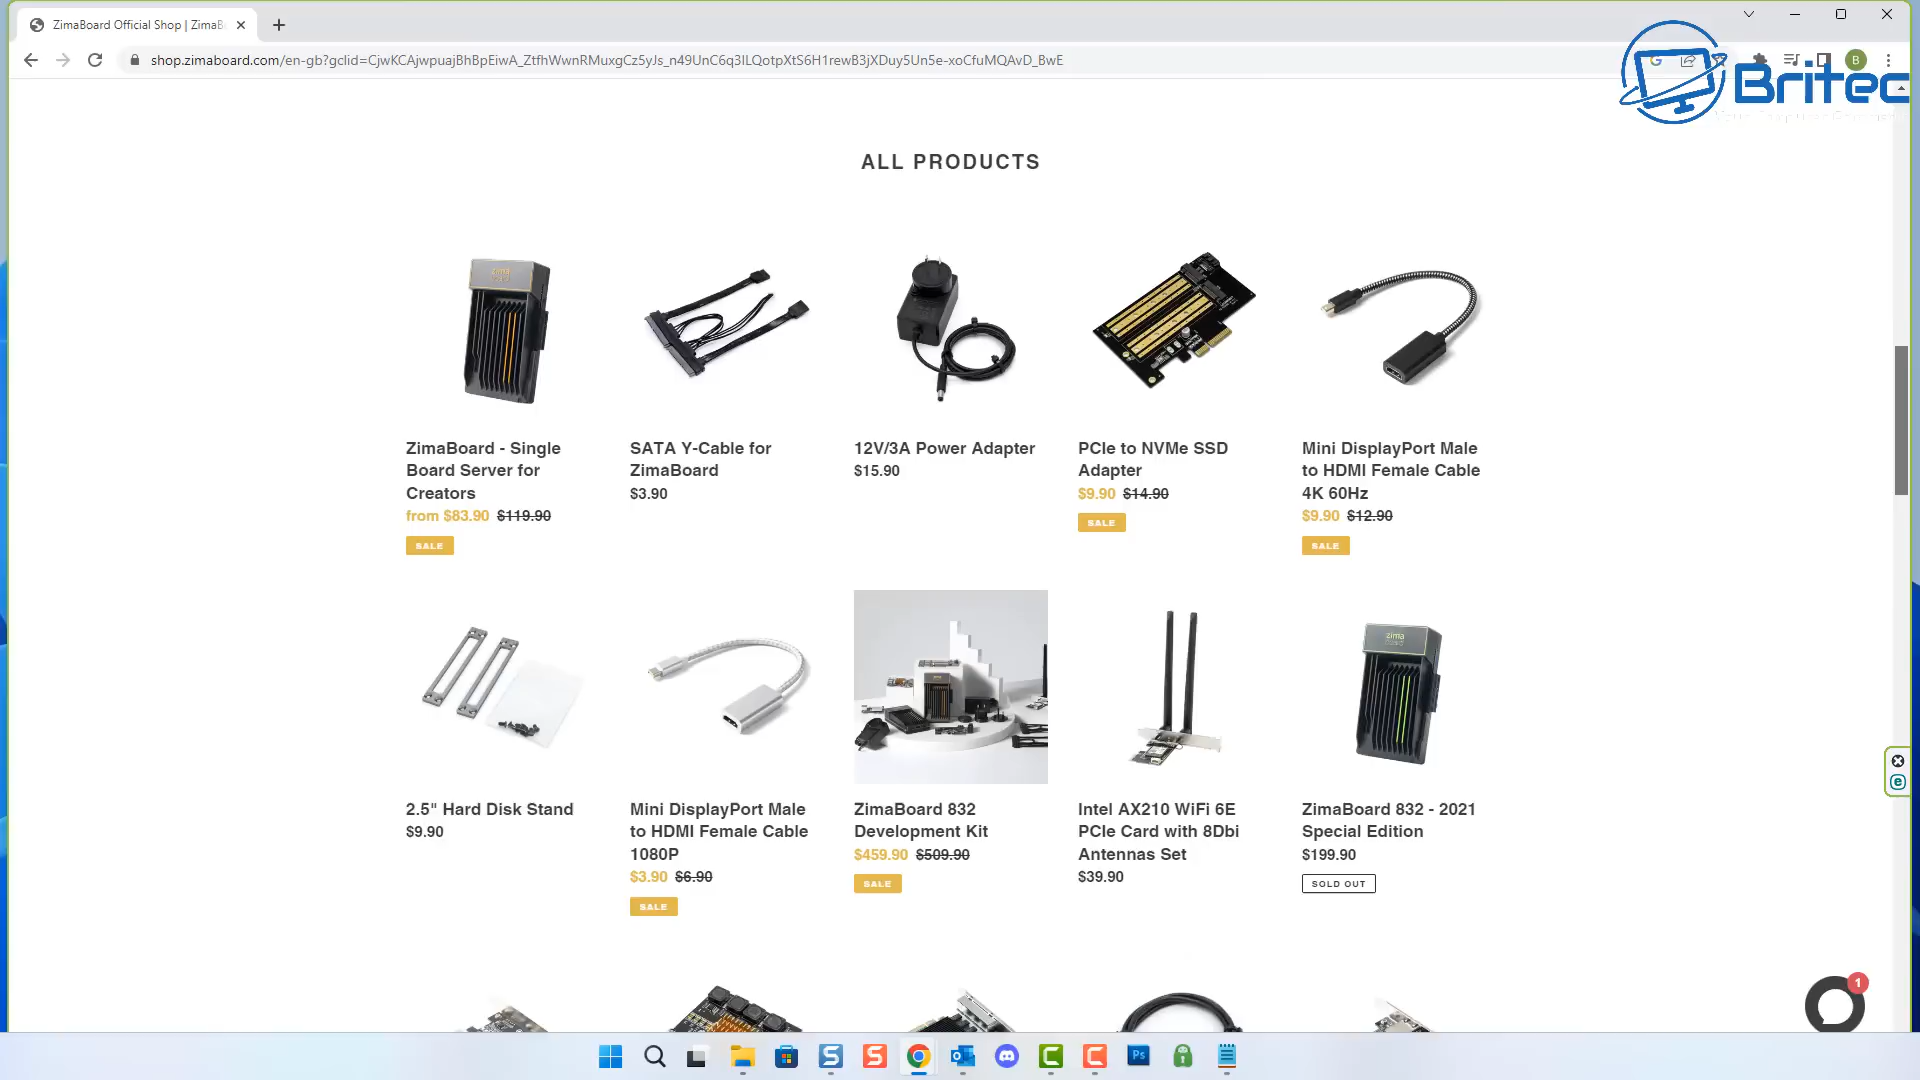 ZimaBoard Official Shop | ZimaB
shop.zimaboard.com/en-gb?gclid=CjwKCAjwpuajBhBpEiwA_ZtfhWwnRMuxgCz5yJs_n49UnC6q3ILQotpXtS6H1rewB3jXDuy5Un5e-xoCfuMQAvD_BwE
B
Britec
ALL PRODUCTS
ZimaBoard - Single
Board Server for
Creators
from $83.90 $119.90
SALE
SATA Y-Cable for
ZimaBoard
$3.90
12V/3A Power Adapter
$15.90
PCIe to NVMe SSD
Adapter
$9.90 $14.90
SALE
Mini DisplayPort Male
to HDMI Female Cable
4K 60Hz
$9.90 $12.90
SALE
zima
2.5" Hard Disk Stand
$9.90
Mini DisplayPort Male
to HDMI Female Cable
1080P
$3.90 $6.90
SALE
ZimaBoard 832
Development Kit
$459.90 $509.90
SALE
Intel AX210 WiFi 6E
PCIe Card with 8Dbi
Antennas Set
$39.90
ZimaBoard 832 - 2021
Special Edition
$199.90
SOLD OUT
1
S
S
C
C
Ps